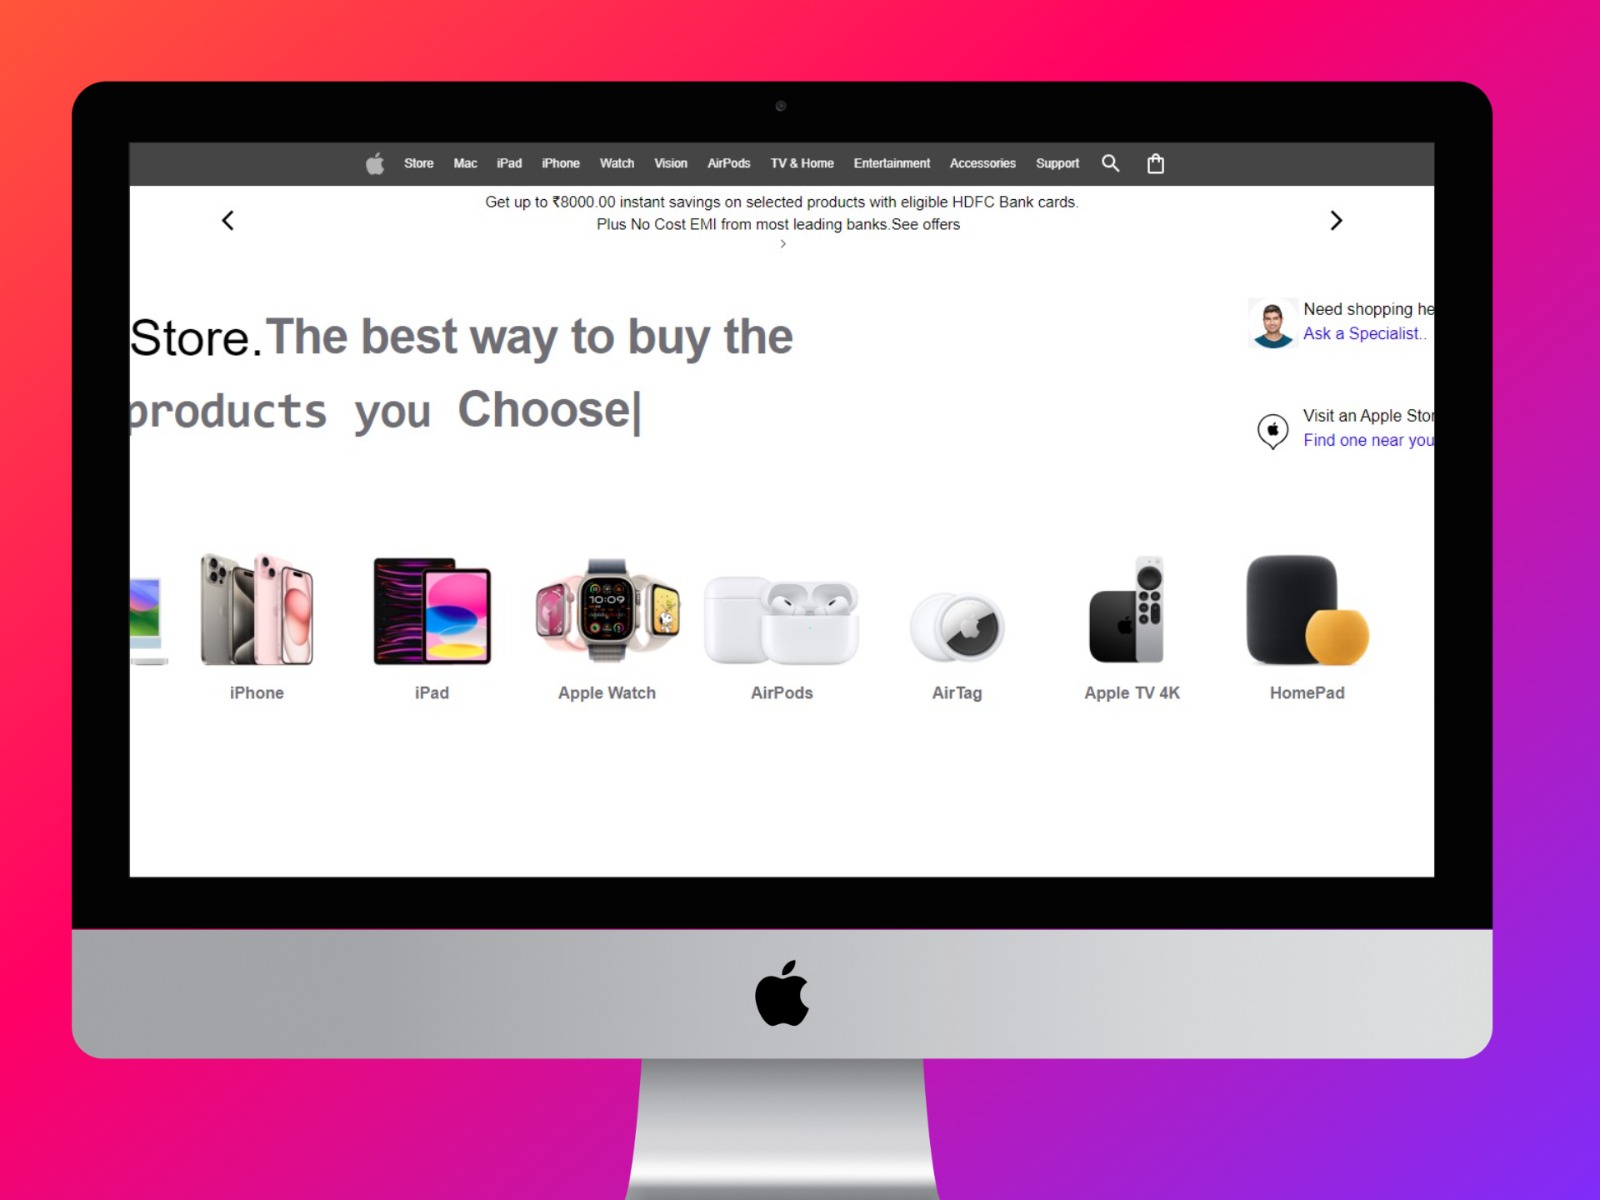 Store Mac iPad iPhone Watch Vision AirPods TV & Home Entertainment Accessories Support
Get up to ₹8000.00 instant savings on selected products with eligible HDFC Bank cards.
Plus No Cost EMI from most leading banks.See offers
Store.The best way to buy the
products you Choose|
Need shopping he
Ask a Specialist..
Visit an Apple Stor
Find one near you
10:09
iPhone iPad Apple Watch AirPods AirTag Apple TV 4K HomePad